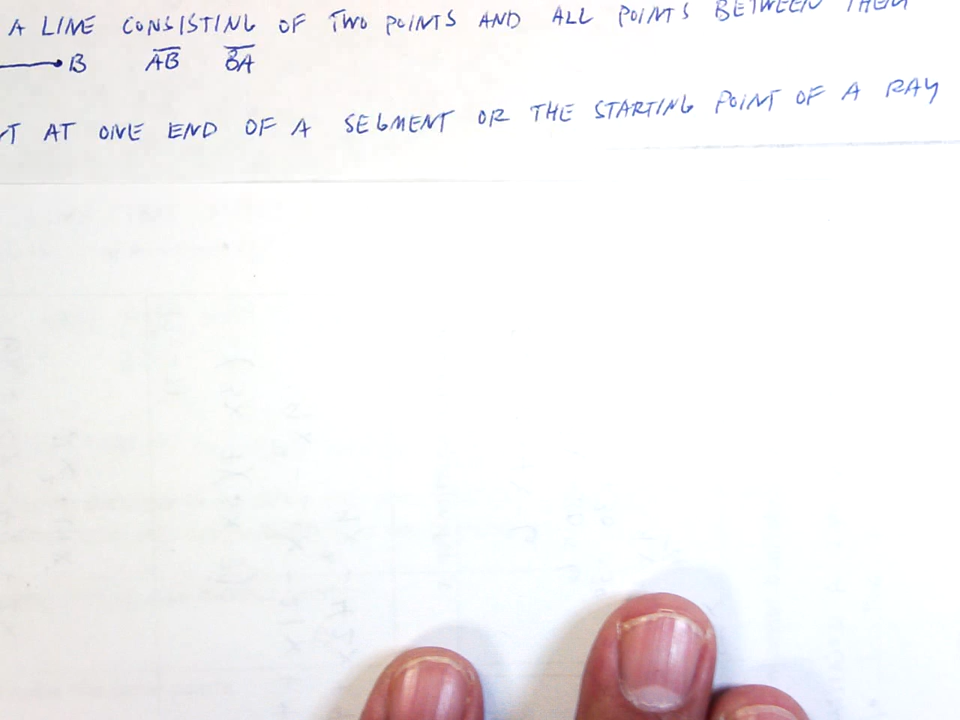 A LINE CONSISTING OF TWO POINTS AND ALL POINTS BETWEEN THEM
B AB BA
AT ONE END OF A SEGMENT OR THE STARTING POINT OF A RAY